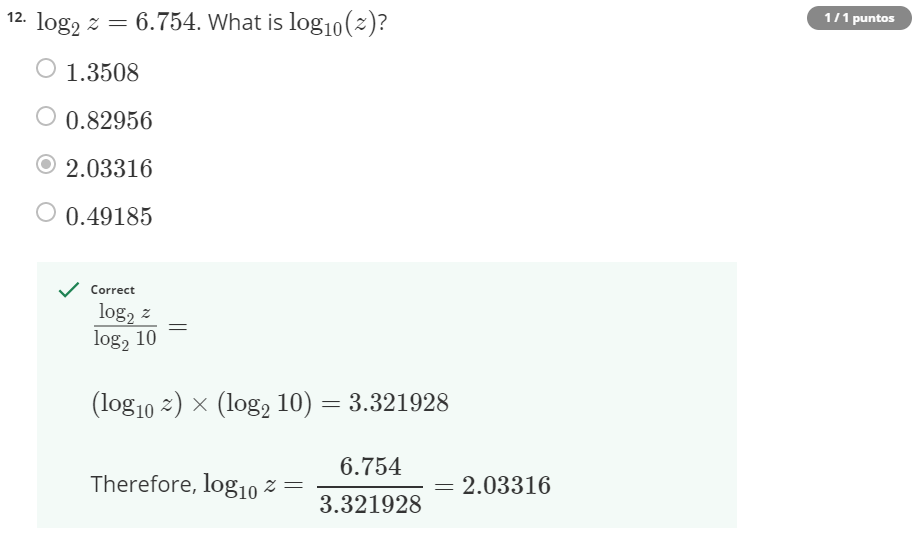 12. log₂ z = 6.754. What is log₁₀(z)?
1 / 1 puntos
1.3508
0.82956
2.03316
0.49185
Correct
log₂ z / log₂ 10 =
(log₁₀ z) × (log₂ 10) = 3.321928
Therefore, log₁₀ z = 6.754 / 3.321928 = 2.03316